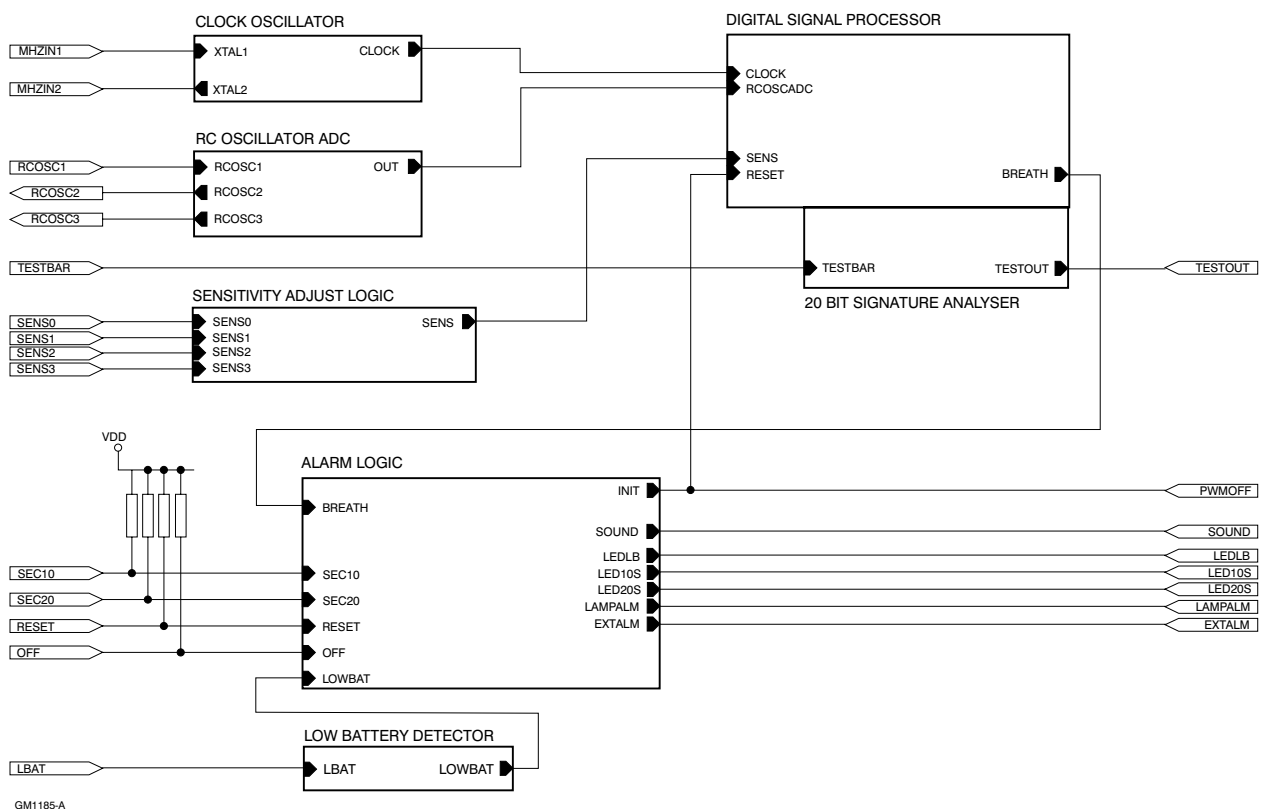 CLOCK OSCILLATOR
MHZIN1
XTAL1
CLOCK
MHZIN2
XTAL2
RC OSCILLATOR ADC
RCOSC1
RCOSC1
OUT
RCOSC2
RCOSC2
RCOSC3
RCOSC3
DIGITAL SIGNAL PROCESSOR
CLOCK
RCOSCADC
SENS
RESET
BREATH
TESTBAR
TESTBAR
TESTOUT
TESTOUT
20 BIT SIGNATURE ANALYSER
SENSITIVITY ADJUST LOGIC
SENS0
SENS0
SENS
SENS1
SENS1
SENS2
SENS2
SENS3
SENS3
VDD
ALARM LOGIC
INIT
PWMOFF
BREATH
SOUND
SOUND
LEDLB
LEDLB
SEC10
SEC10
LED10S
LED10S
LED20S
LED20S
SEC20
SEC20
LAMPALM
LAMPALM
RESET
RESET
EXTALM
EXTALM
OFF
OFF
LOWBAT
LOW BATTERY DETECTOR
LBAT
LBAT
LOWBAT
GM1185-A